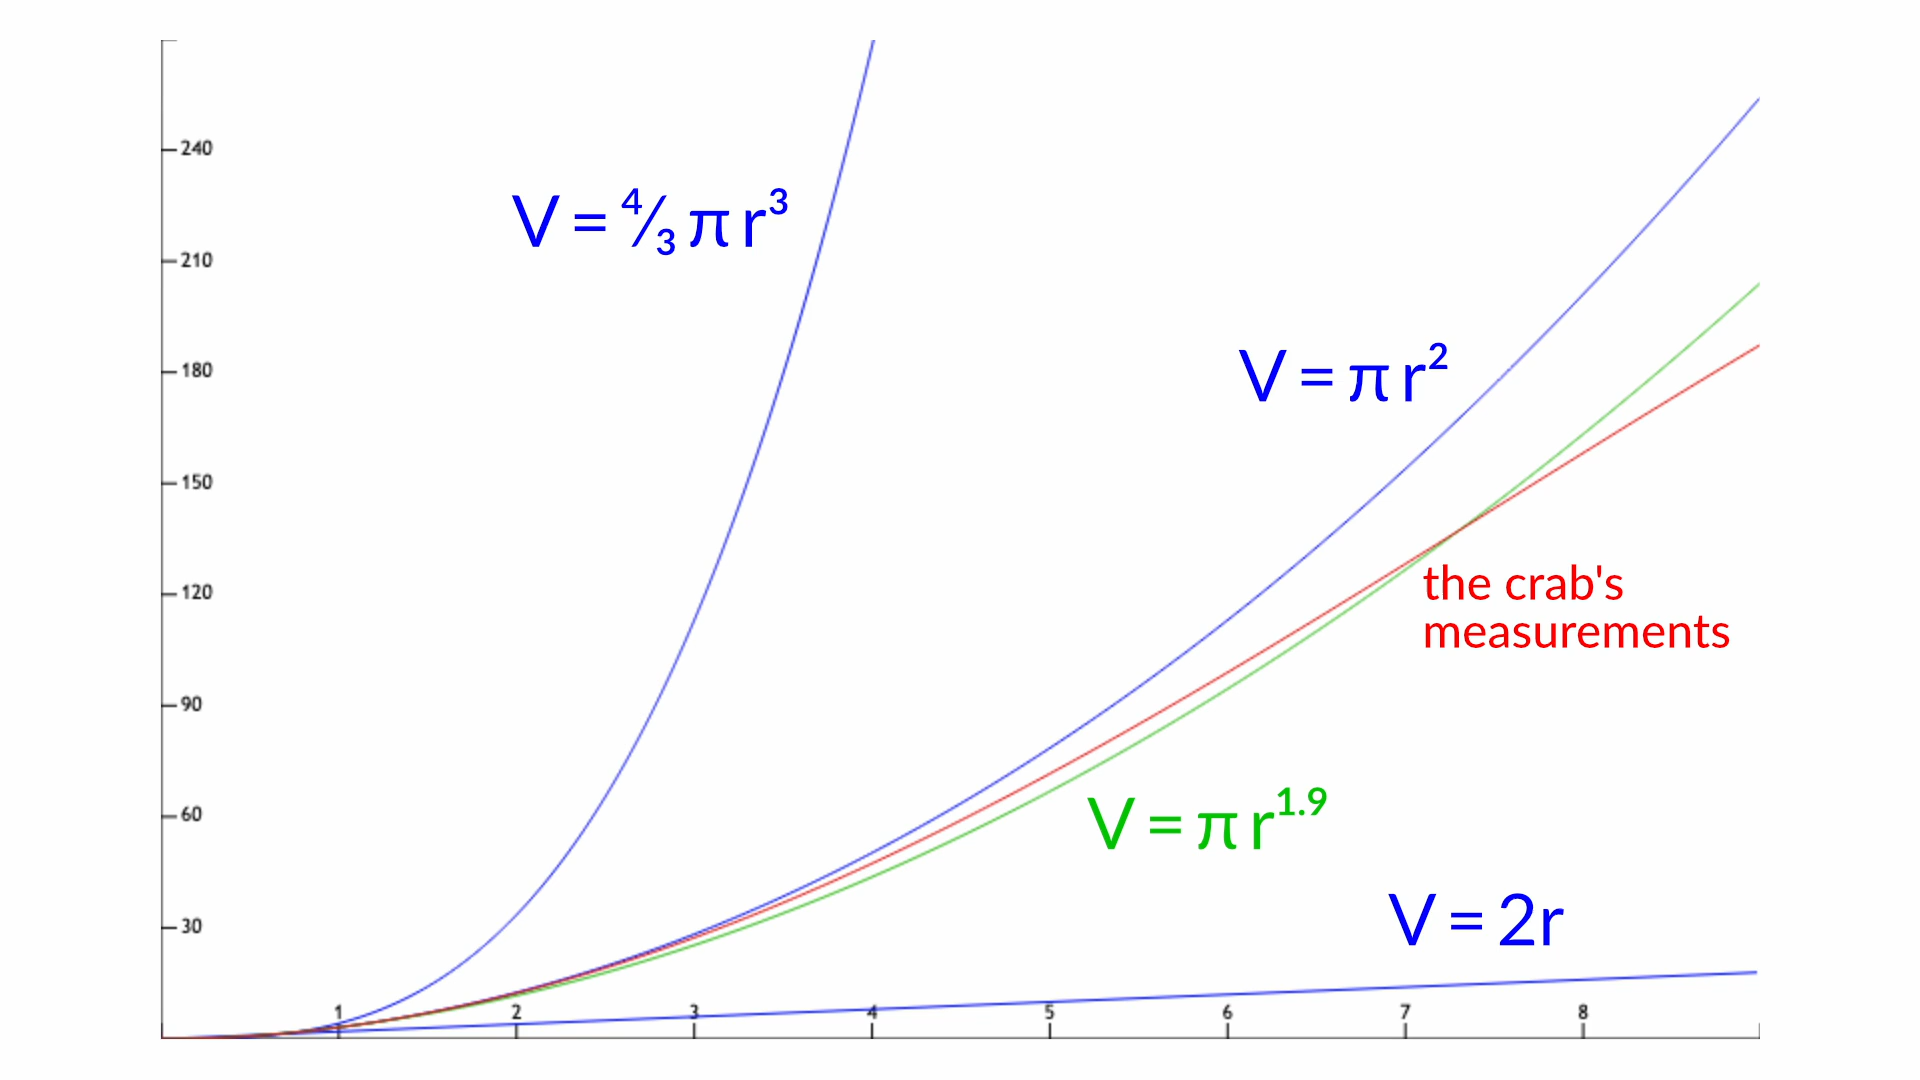 240
V = ⁴⁄₃ π r³
210
V = π r²
180
150
the crab's
measurements
120
90
V = π r¹·⁹
60
V = 2r
30
1 2 3 4 5 6 7 8